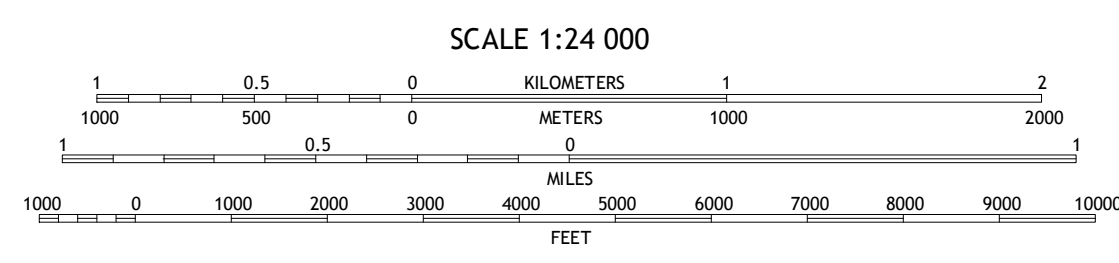 SCALE 1:24 000
1 0.5 0 KILOMETERS 1 2
1000 500 0 METERS 1000 2000
1 0.5 0 1
MILES
1000 0 1000 2000 3000 4000 5000 6000 7000 8000 9000 10000
FEET